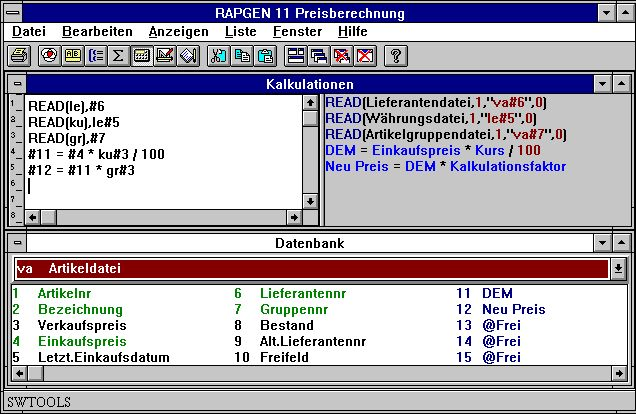 RAPGEN 11 Preisberechnung
Datei Bearbeiten Anzeigen Liste Fenster Hilfe
Kalkulationen
1 READ(le),#6
2 READ(ku),le#5
3 READ(gr),#7
4 #11 = #4 * ku#3 / 100
5 #12 = #11 * gr#3
6
7
8
READ(Lieferantendatei,1,"va#6",0)
READ(Währungsdatei,1,"le#5",0)
READ(Artikelgruppendatei,1,"va#7",0)
DEM = Einkaufspreis * Kurs / 100
Neu Preis = DEM * Kalkulationsfaktor
Datenbank
va Artikeldatei
1 Artikelnr 6 Lieferantennr 11 DEM
2 Bezeichnung 7 Gruppennr 12 Neu Preis
3 Verkaufspreis 8 Bestand 13 @Frei
4 Einkaufspreis 9 Alt.Lieferantennr 14 @Frei
5 Letzt.Einkaufsdatum 10 Freifeld 15 @Frei
SWTOOLS